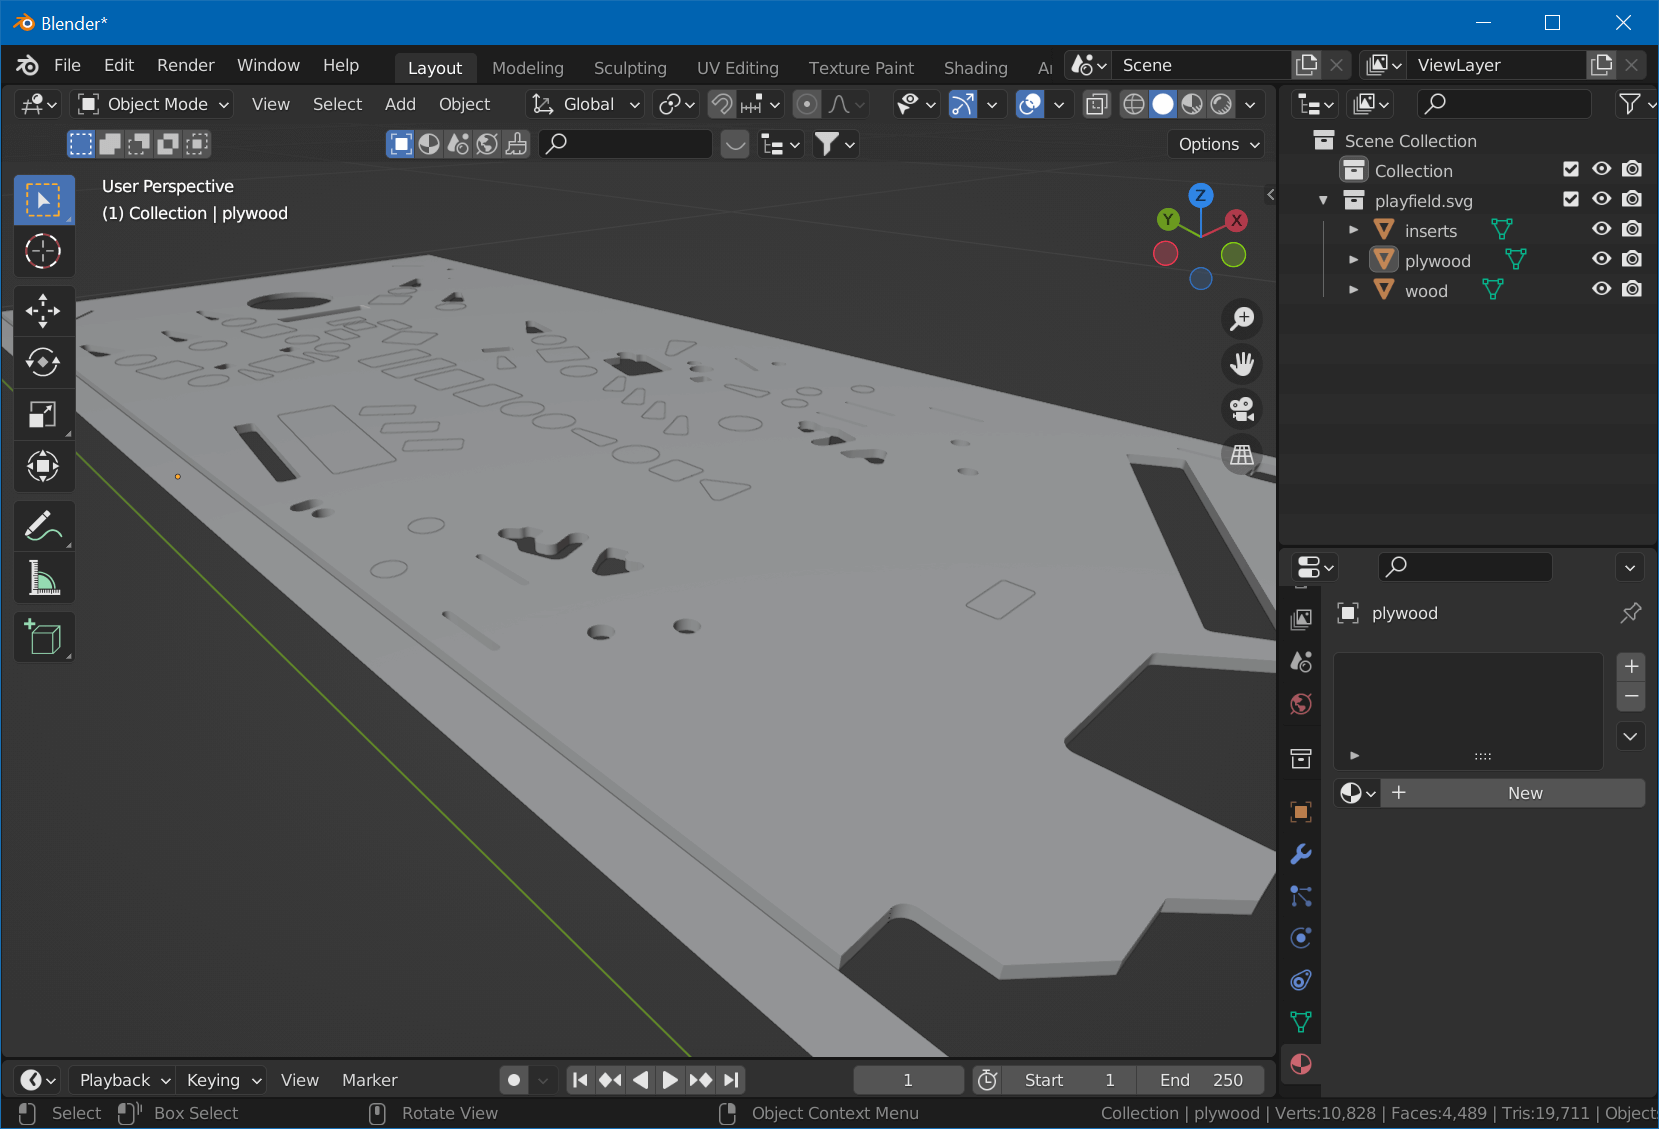 Blender*
File Edit Render Window Help Layout Modeling Sculpting UV Editing Texture Paint Shading Scene ViewLayer
Object Mode View Select Add Object Global
Options
User Perspective
(1) Collection | plywood
Z
Y X
Scene Collection
Collection
playfield.svg
inserts
plywood
wood
plywood
New
Playback Keying View Marker 1 Start 1 End 250
Select Box Select Rotate View Object Context Menu Collection | plywood | Verts:10,828 | Faces:4,489 | Tris:19,711 | Objects